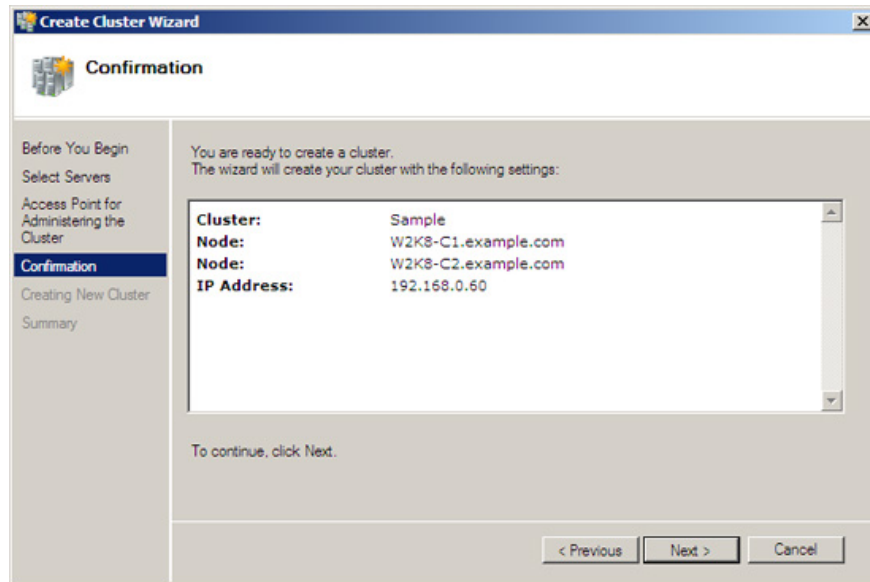 Create Cluster Wizard
Confirmation
Before You Begin
Select Servers
Access Point for
Administering the
Cluster
Confirmation
Creating New Cluster
Summary
You are ready to create a cluster.
The wizard will create your cluster with the following settings:
Cluster: Sample
Node: W2K8-C1.example.com
Node: W2K8-C2.example.com
IP Address: 192.168.0.60
To continue, click Next.
< Previous Next > Cancel